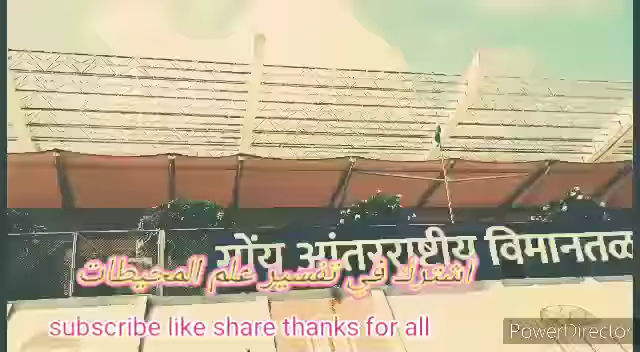 गोंय आंतरराष्ट्रीय विमानतळ
اشترك في تفسير علم المحيطات
subscribe like share thanks for all
PowerDirector